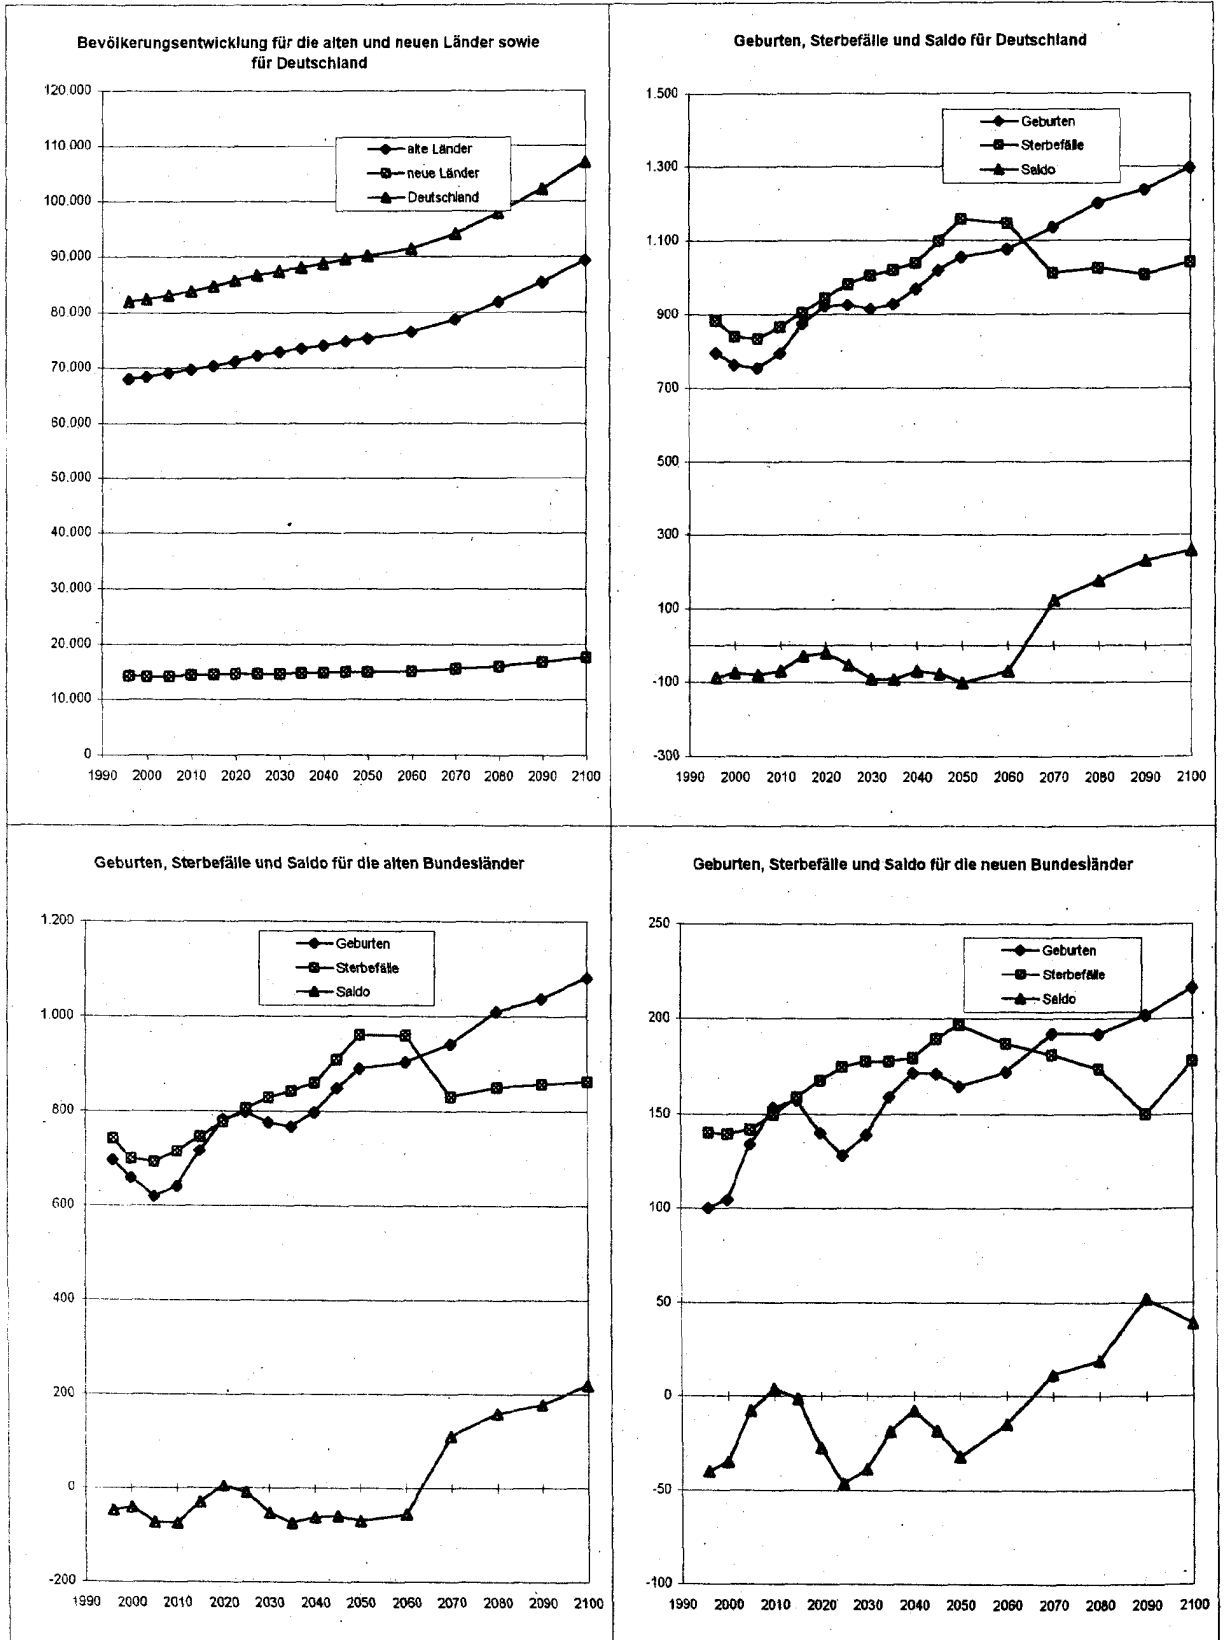 Bevölkerungsentwicklung für die alten und neuen Länder sowie
für Deutschland
120.000
110.000
100.000
90.000
80.000
70.000
60.000
50.000
40.000
30.000
20.000
10.000
0
alte Länder
neue Länder
Deutschland
1990 2000 2010 2020 2030 2040 2050 2060 2070 2080 2090 2100
Geburten, Sterbefälle und Saldo für Deutschland
1.500
1.300
1.100
900
700
500
300
100
-100
-300
Geburten
Sterbefälle
Saldo
1990 2000 2010 2020 2030 2040 2050 2060 2070 2080 2090 2100
Geburten, Sterbefälle und Saldo für die alten Bundesländer
1.200
1.000
800
600
400
200
0
-200
Geburten
Sterbefälle
Saldo
1990 2000 2010 2020 2030 2040 2050 2060 2070 2080 2090 2100
Geburten, Sterbefälle und Saldo für die neuen Bundesländer
250
200
150
100
50
0
-50
-100
Geburten
Sterbefälle
Saldo
1990 2000 2010 2020 2030 2040 2050 2060 2070 2080 2090 2100